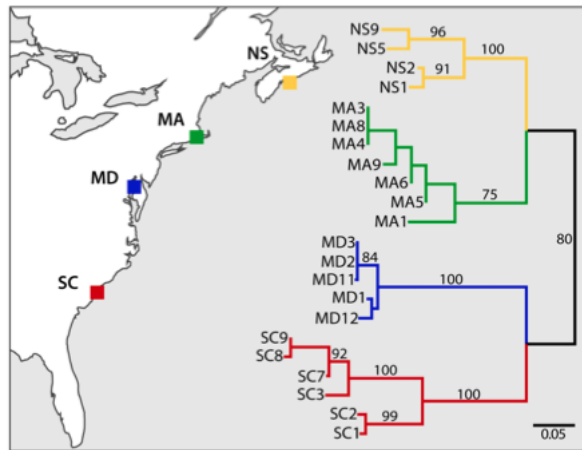 NS
MA
MD
SC
NS9
96
NS5
100
NS2
91
NS1
MA3
MA8
MA4
MA9
MA6
MA5
75
MA1
80
MD3
MD2
84
MD11
100
MD1
MD12
SC9
SC8
92
SC7
100
SC3
100
SC2
99
SC1
0.05